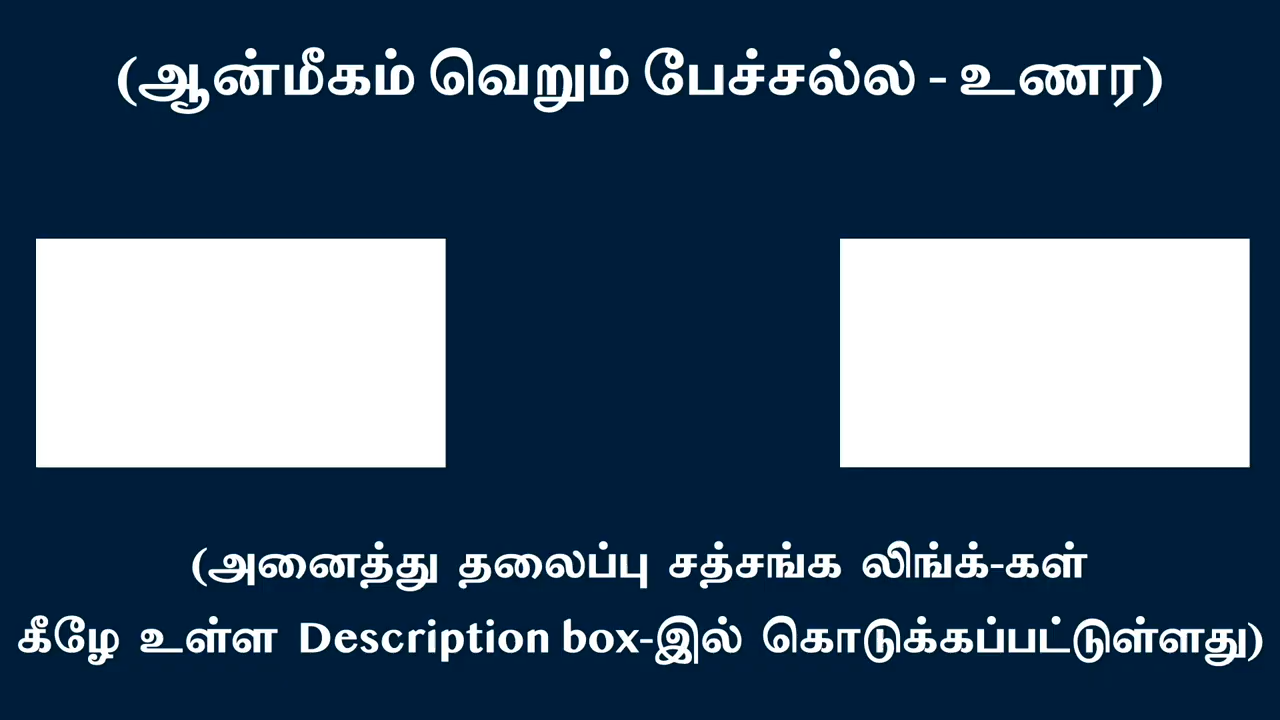 (ஆன்மீகம் வெறும் பேச்சல்ல - உணர)
(அனைத்து தலைப்பு சத்சங்க லிங்க்-கள்
கீழே உள்ள Description box-இல் கொடுக்கப்பட்டுள்ளது)